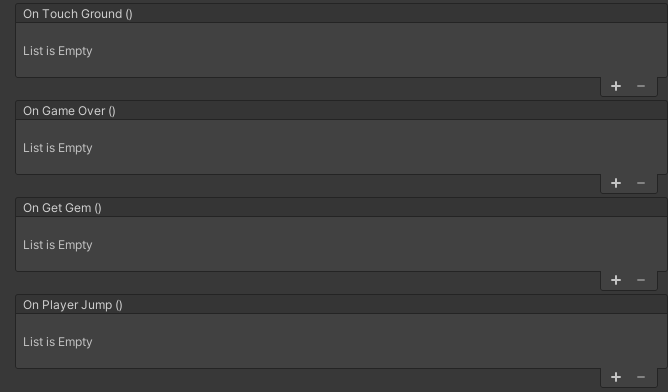 On Touch Ground ()
List is Empty
+ −
On Game Over ()
List is Empty
+ −
On Get Gem ()
List is Empty
+ −
On Player Jump ()
List is Empty
+ −